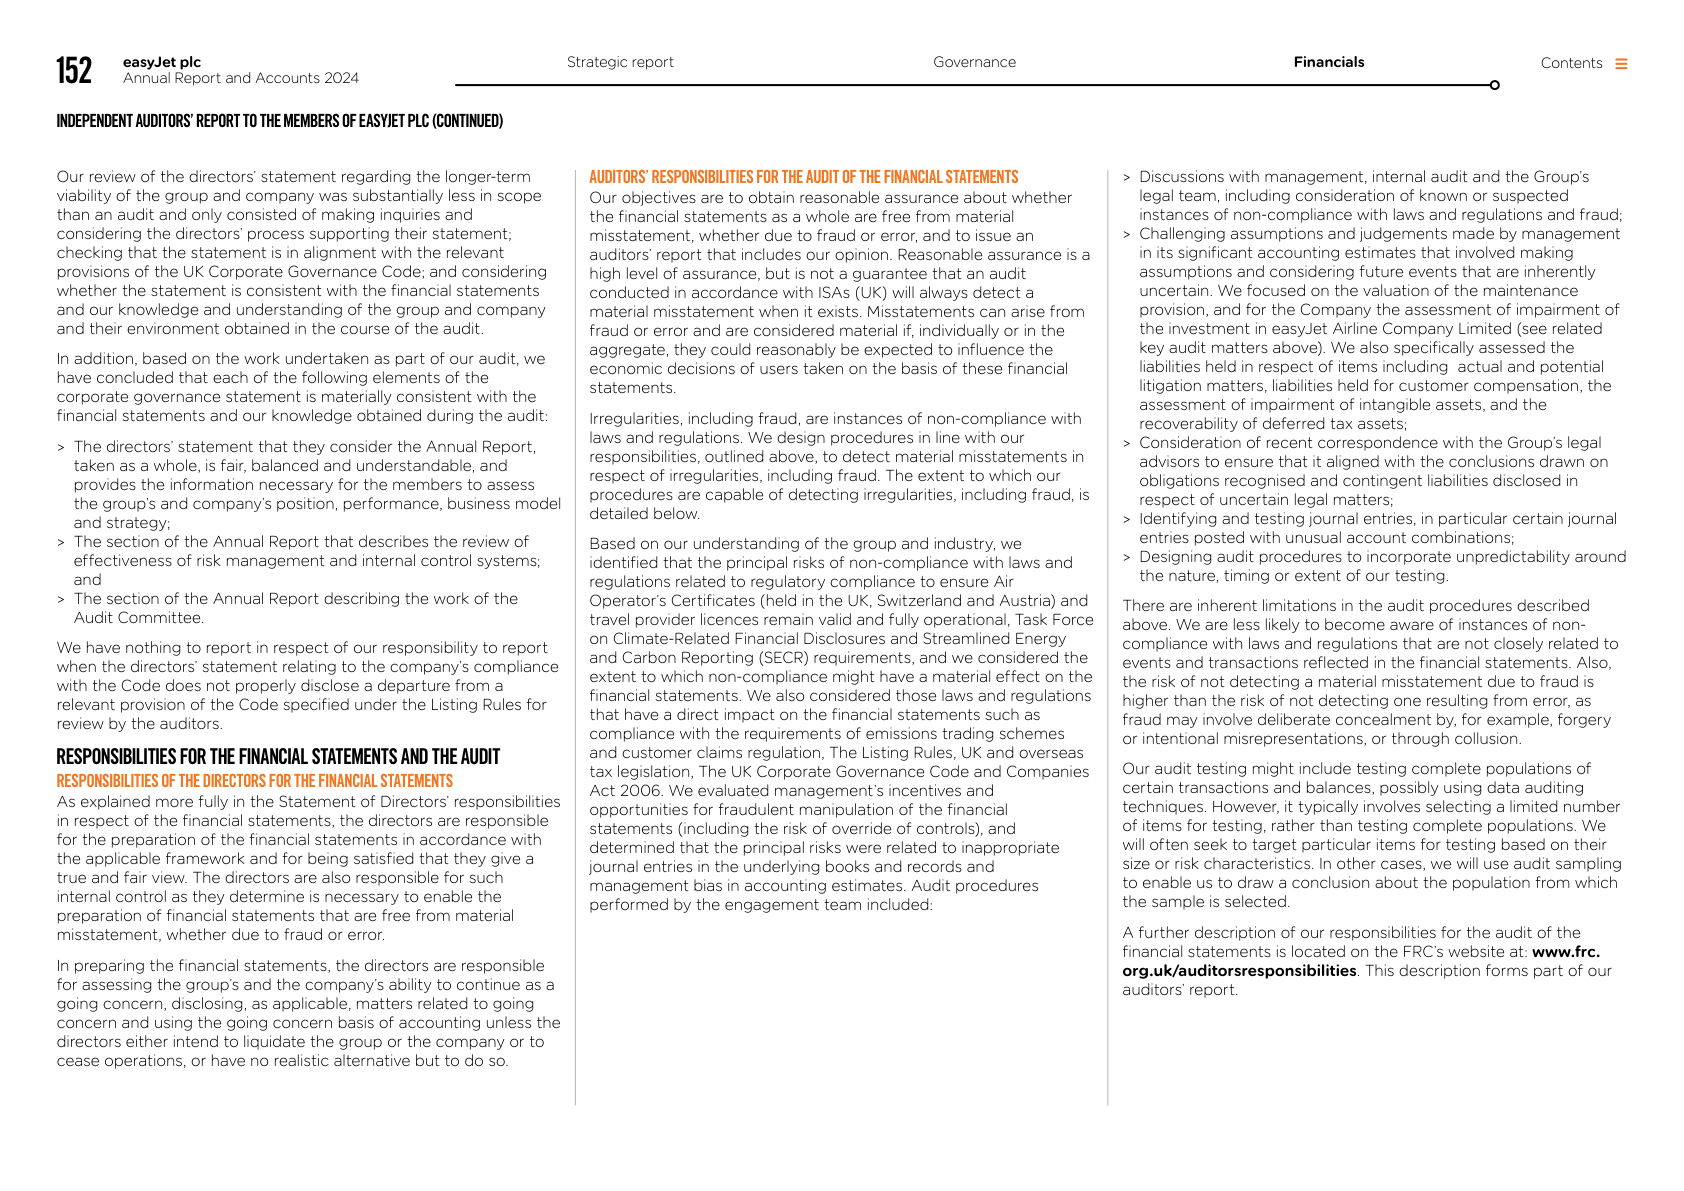 152
easyJet plc
Annual Report and Accounts 2024
Strategic report
Governance
Financials
Contents
INDEPENDENT AUDITORS’ REPORT TO THE MEMBERS OF EASYJET PLC (CONTINUED)
Our review of the directors’ statement regarding the longer-term
viability of the group and company was substantially less in scope
than an audit and only consisted of making inquiries and
considering the directors’ process supporting their statement;
checking that the statement is in alignment with the relevant
provisions of the UK Corporate Governance Code; and considering
whether the statement is consistent with the financial statements
and our knowledge and understanding of the group and company
and their environment obtained in the course of the audit.
In addition, based on the work undertaken as part of our audit, we
have concluded that each of the following elements of the
corporate governance statement is materially consistent with the
financial statements and our knowledge obtained during the audit:
> The directors’ statement that they consider the Annual Report,
taken as a whole, is fair, balanced and understandable, and
provides the information necessary for the members to assess
the group’s and company’s position, performance, business model
and strategy;
> The section of the Annual Report that describes the review of
effectiveness of risk management and internal control systems;
and
> The section of the Annual Report describing the work of the
Audit Committee.
We have nothing to report in respect of our responsibility to report
when the directors’ statement relating to the company’s compliance
with the Code does not properly disclose a departure from a
relevant provision of the Code specified under the Listing Rules for
review by the auditors.
RESPONSIBILITIES FOR THE FINANCIAL STATEMENTS AND THE AUDIT
RESPONSIBILITIES OF THE DIRECTORS FOR THE FINANCIAL STATEMENTS
As explained more fully in the Statement of Directors’ responsibilities
in respect of the financial statements, the directors are responsible
for the preparation of the financial statements in accordance with
the applicable framework and for being satisfied that they give a
true and fair view. The directors are also responsible for such
internal control as they determine is necessary to enable the
preparation of financial statements that are free from material
misstatement, whether due to fraud or error.
In preparing the financial statements, the directors are responsible
for assessing the group’s and the company’s ability to continue as a
going concern, disclosing, as applicable, matters related to going
concern and using the going concern basis of accounting unless the
directors either intend to liquidate the group or the company or to
cease operations, or have no realistic alternative but to do so.
AUDITORS’ RESPONSIBILITIES FOR THE AUDIT OF THE FINANCIAL STATEMENTS
Our objectives are to obtain reasonable assurance about whether
the financial statements as a whole are free from material
misstatement, whether due to fraud or error, and to issue an
auditors’ report that includes our opinion. Reasonable assurance is a
high level of assurance, but is not a guarantee that an audit
conducted in accordance with ISAs (UK) will always detect a
material misstatement when it exists. Misstatements can arise from
fraud or error and are considered material if, individually or in the
aggregate, they could reasonably be expected to influence the
economic decisions of users taken on the basis of these financial
statements.
Irregularities, including fraud, are instances of non-compliance with
laws and regulations. We design procedures in line with our
responsibilities, outlined above, to detect material misstatements in
respect of irregularities, including fraud. The extent to which our
procedures are capable of detecting irregularities, including fraud, is
detailed below.
Based on our understanding of the group and industry, we
identified that the principal risks of non-compliance with laws and
regulations related to regulatory compliance to ensure Air
Operator’s Certificates (held in the UK, Switzerland and Austria) and
travel provider licences remain valid and fully operational, Task Force
on Climate-Related Financial Disclosures and Streamlined Energy
and Carbon Reporting (SECR) requirements, and we considered the
extent to which non-compliance might have a material effect on the
financial statements. We also considered those laws and regulations
that have a direct impact on the financial statements such as
compliance with the requirements of emissions trading schemes
and customer claims regulation, The Listing Rules, UK and overseas
tax legislation, The UK Corporate Governance Code and Companies
Act 2006. We evaluated management’s incentives and
opportunities for fraudulent manipulation of the financial
statements (including the risk of override of controls), and
determined that the principal risks were related to inappropriate
journal entries in the underlying books and records and
management bias in accounting estimates. Audit procedures
performed by the engagement team included:
> Discussions with management, internal audit and the Group’s
legal team, including consideration of known or suspected
instances of non-compliance with laws and regulations and fraud;
> Challenging assumptions and judgements made by management
in its significant accounting estimates that involved making
assumptions and considering future events that are inherently
uncertain. We focused on the valuation of the maintenance
provision, and for the Company the assessment of impairment of
the investment in easyJet Airline Company Limited (see related
key audit matters above). We also specifically assessed the
liabilities held in respect of items including actual and potential
litigation matters, liabilities held for customer compensation, the
assessment of impairment of intangible assets, and the
recoverability of deferred tax assets;
> Consideration of recent correspondence with the Group’s legal
advisors to ensure that it aligned with the conclusions drawn on
obligations recognised and contingent liabilities disclosed in
respect of uncertain legal matters;
> Identifying and testing journal entries, in particular certain journal
entries posted with unusual account combinations;
> Designing audit procedures to incorporate unpredictability around
the nature, timing or extent of our testing.
There are inherent limitations in the audit procedures described
above. We are less likely to become aware of instances of non-
compliance with laws and regulations that are not closely related to
events and transactions reflected in the financial statements. Also,
the risk of not detecting a material misstatement due to fraud is
higher than the risk of not detecting one resulting from error, as
fraud may involve deliberate concealment by, for example, forgery
or intentional misrepresentations, or through collusion.
Our audit testing might include testing complete populations of
certain transactions and balances, possibly using data auditing
techniques. However, it typically involves selecting a limited number
of items for testing, rather than testing complete populations. We
will often seek to target particular items for testing based on their
size or risk characteristics. In other cases, we will use audit sampling
to enable us to draw a conclusion about the population from which
the sample is selected.
A further description of our responsibilities for the audit of the
financial statements is located on the FRC’s website at: www.frc.
org.uk/auditorsresponsibilities. This description forms part of our
auditors’ report.